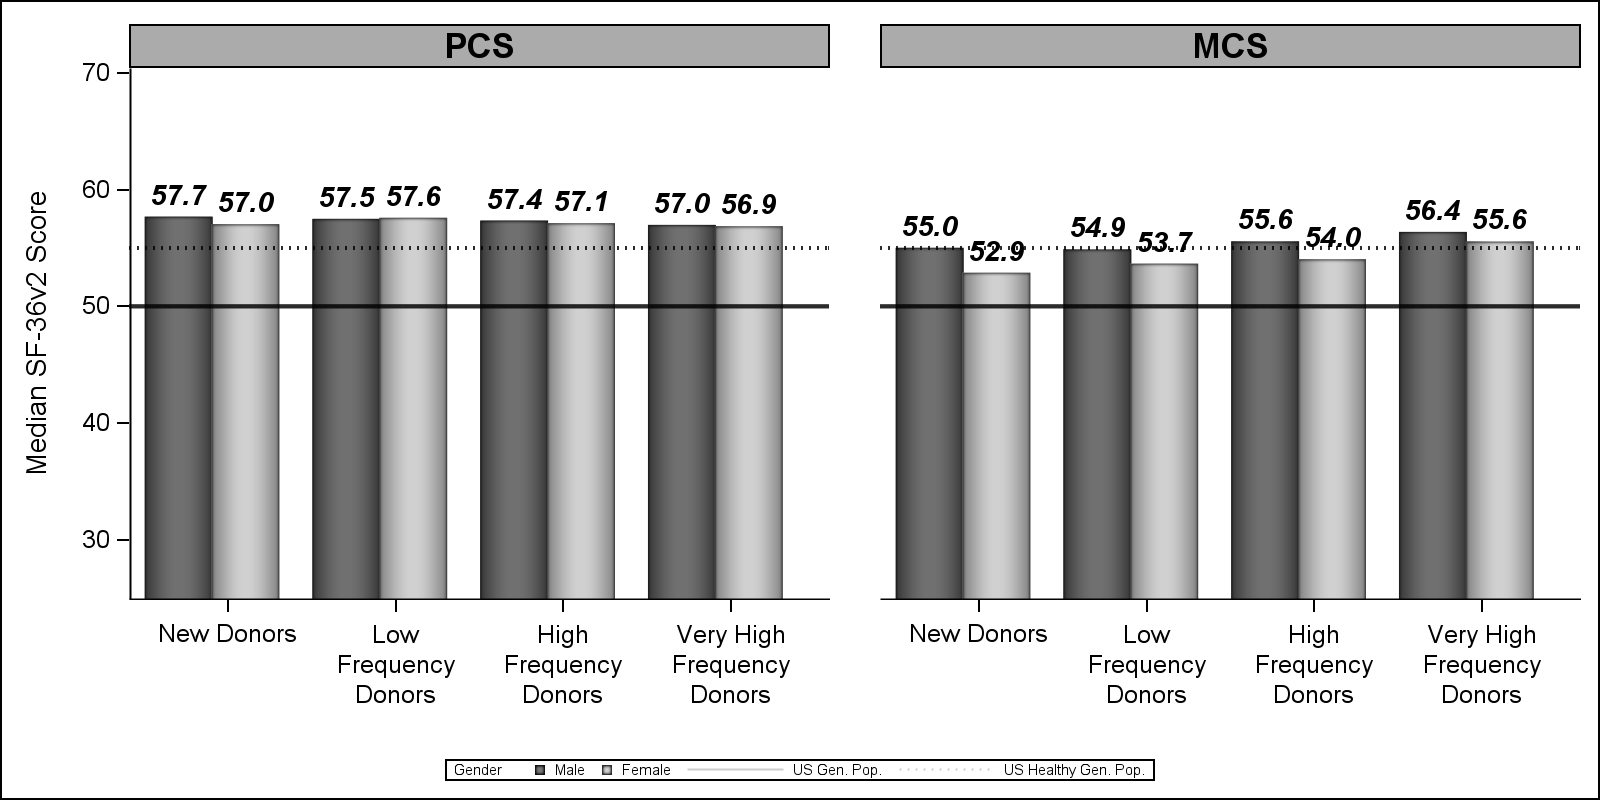 PCS
MCS
Median SF-36v2 Score
70
60
50
40
30
57.7 57.0 57.5 57.6 57.4 57.1 57.0 56.9
55.0 52.9 54.9 53.7 55.6 54.0 56.4 55.6
New Donors
Low
Frequency
Donors
High
Frequency
Donors
Very High
Frequency
Donors
New Donors
Low
Frequency
Donors
High
Frequency
Donors
Very High
Frequency
Donors
Gender Male Female US Gen. Pop. US Healthy Gen. Pop.